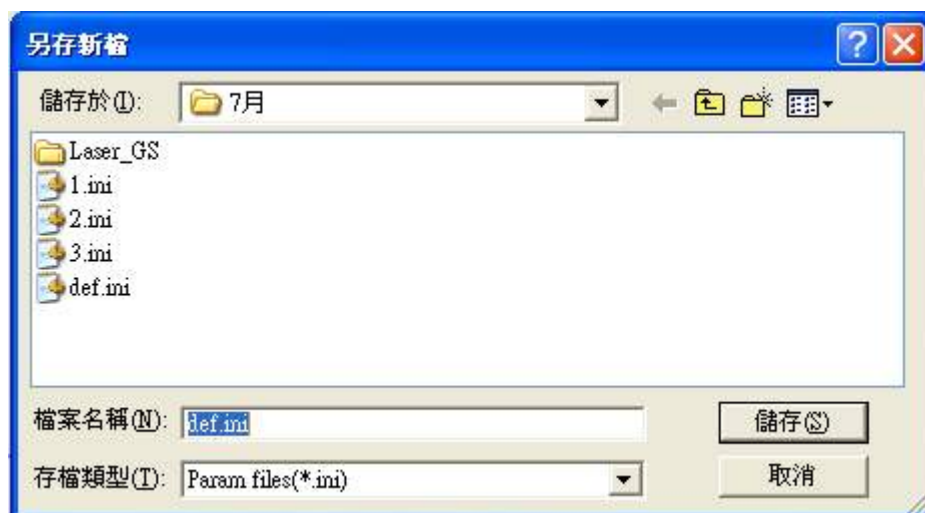 另存新檔
儲存於(I): 7月
Laser_GS
1.ini
2.ini
3.ini
def.ini
檔案名稱(N): def.ini 儲存(S)
存檔類型(T): Param files(*.ini) 取消